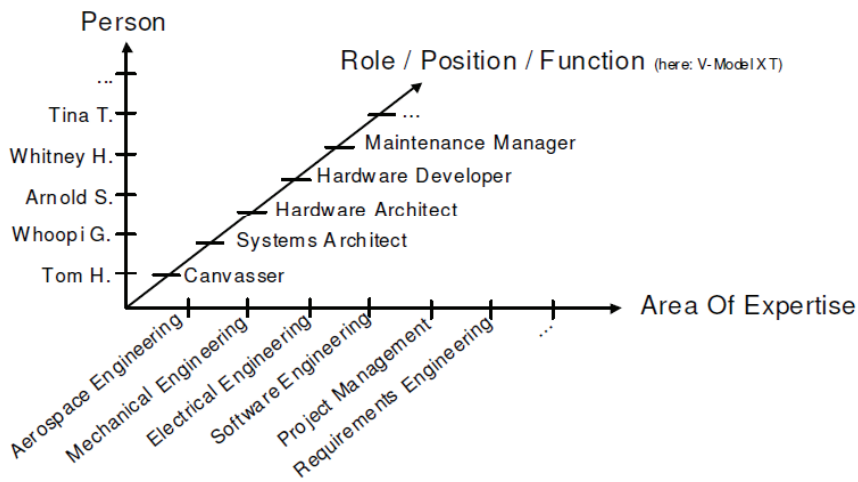 Person
Role / Position / Function (here: V-Model XT)
...
Tina T.
...
Whitney H.
Maintenance Manager
Hardware Developer
Arnold S.
Hardware Architect
Whoopi G.
Systems Architect
Tom H.
Canvasser
Area Of Expertise
Aerospace Engineering
Mechanical Engineering
Electrical Engineering
Software Engineering
Project Management
Requirements Engineering
...